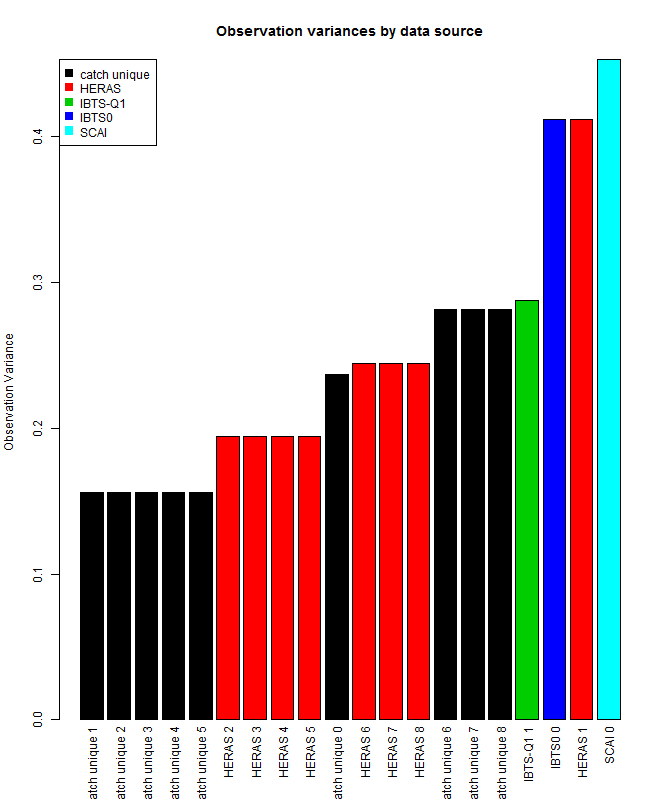 Observation variances by data source
catch unique
HERAS
IBTS-Q1
IBTS0
SCAI
Observation Variance
0.4
0.3
0.2
0.1
0.0
atch unique 1
atch unique 2
atch unique 3
atch unique 4
atch unique 5
HERAS 2
HERAS 3
HERAS 4
HERAS 5
atch unique 0
HERAS 6
HERAS 7
HERAS 8
atch unique 6
atch unique 7
atch unique 8
IBTS-Q1 1
IBTS0 0
HERAS 1
SCAI 0